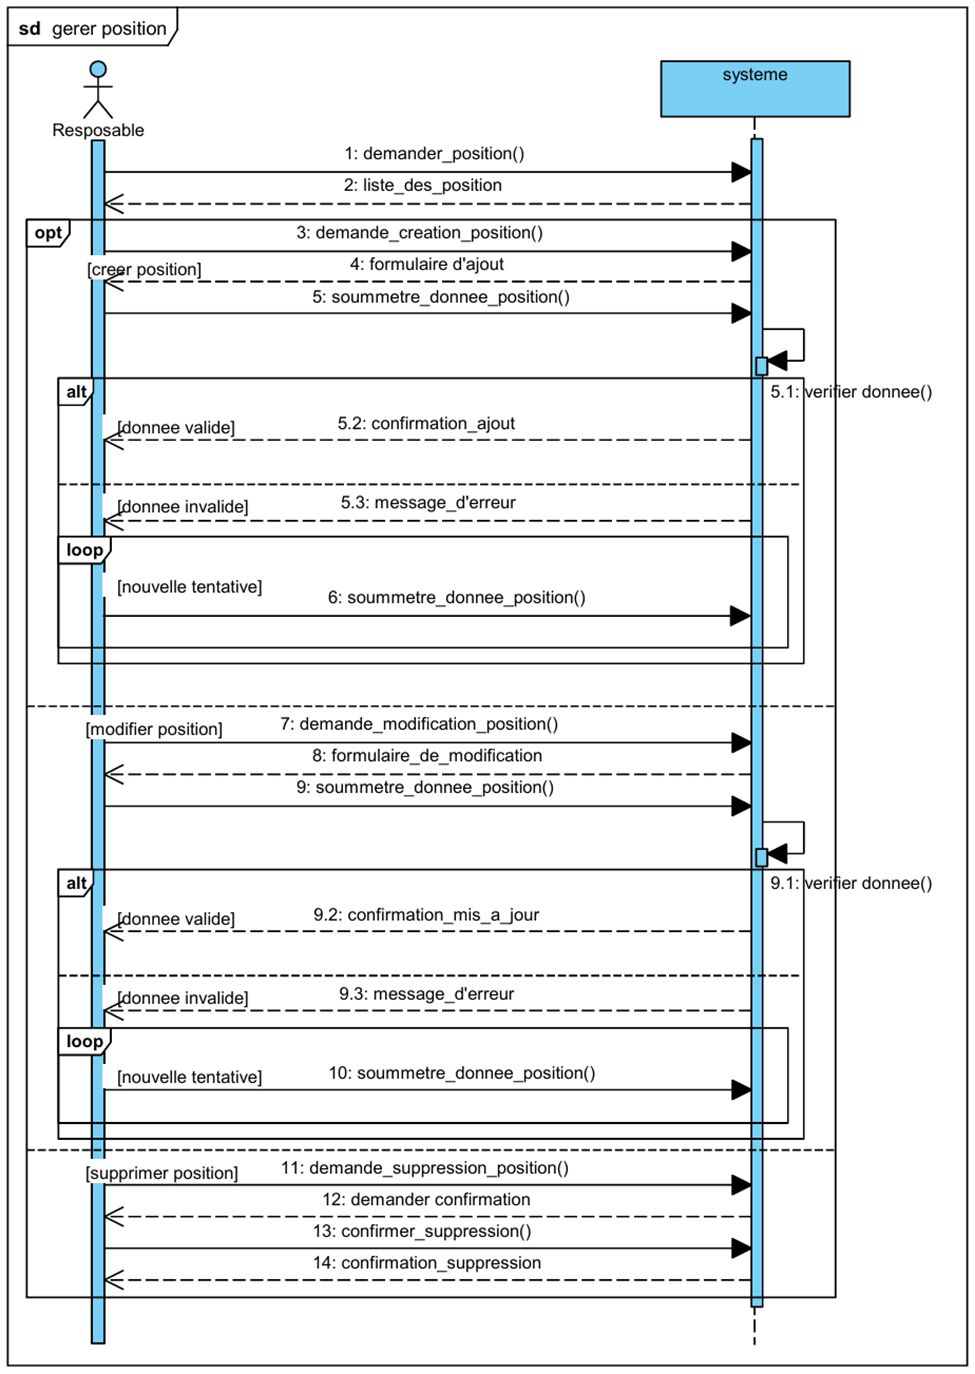 sd gerer position
systeme
Resposable
1: demander_position()
2: liste_des_position
opt
3: demande_creation_position()
[creer position]
4: formulaire d'ajout
5: soummetre_donnee_position()
alt
5.1: verifier donnee()
[donnee valide]
5.2: confirmation_ajout
[donnee invalide]
5.3: message_d'erreur
loop
[nouvelle tentative]
6: soummetre_donnee_position()
[modifier position]
7: demande_modification_position()
8: formulaire_de_modification
9: soummetre_donnee_position()
alt
9.1: verifier donnee()
[donnee valide]
9.2: confirmation_mis_a_jour
[donnee invalide]
9.3: message_d'erreur
loop
[nouvelle tentative]
10: soummetre_donnee_position()
[supprimer position]
11: demande_suppression_position()
12: demander confirmation
13: confirmer_suppression()
14: confirmation_suppression